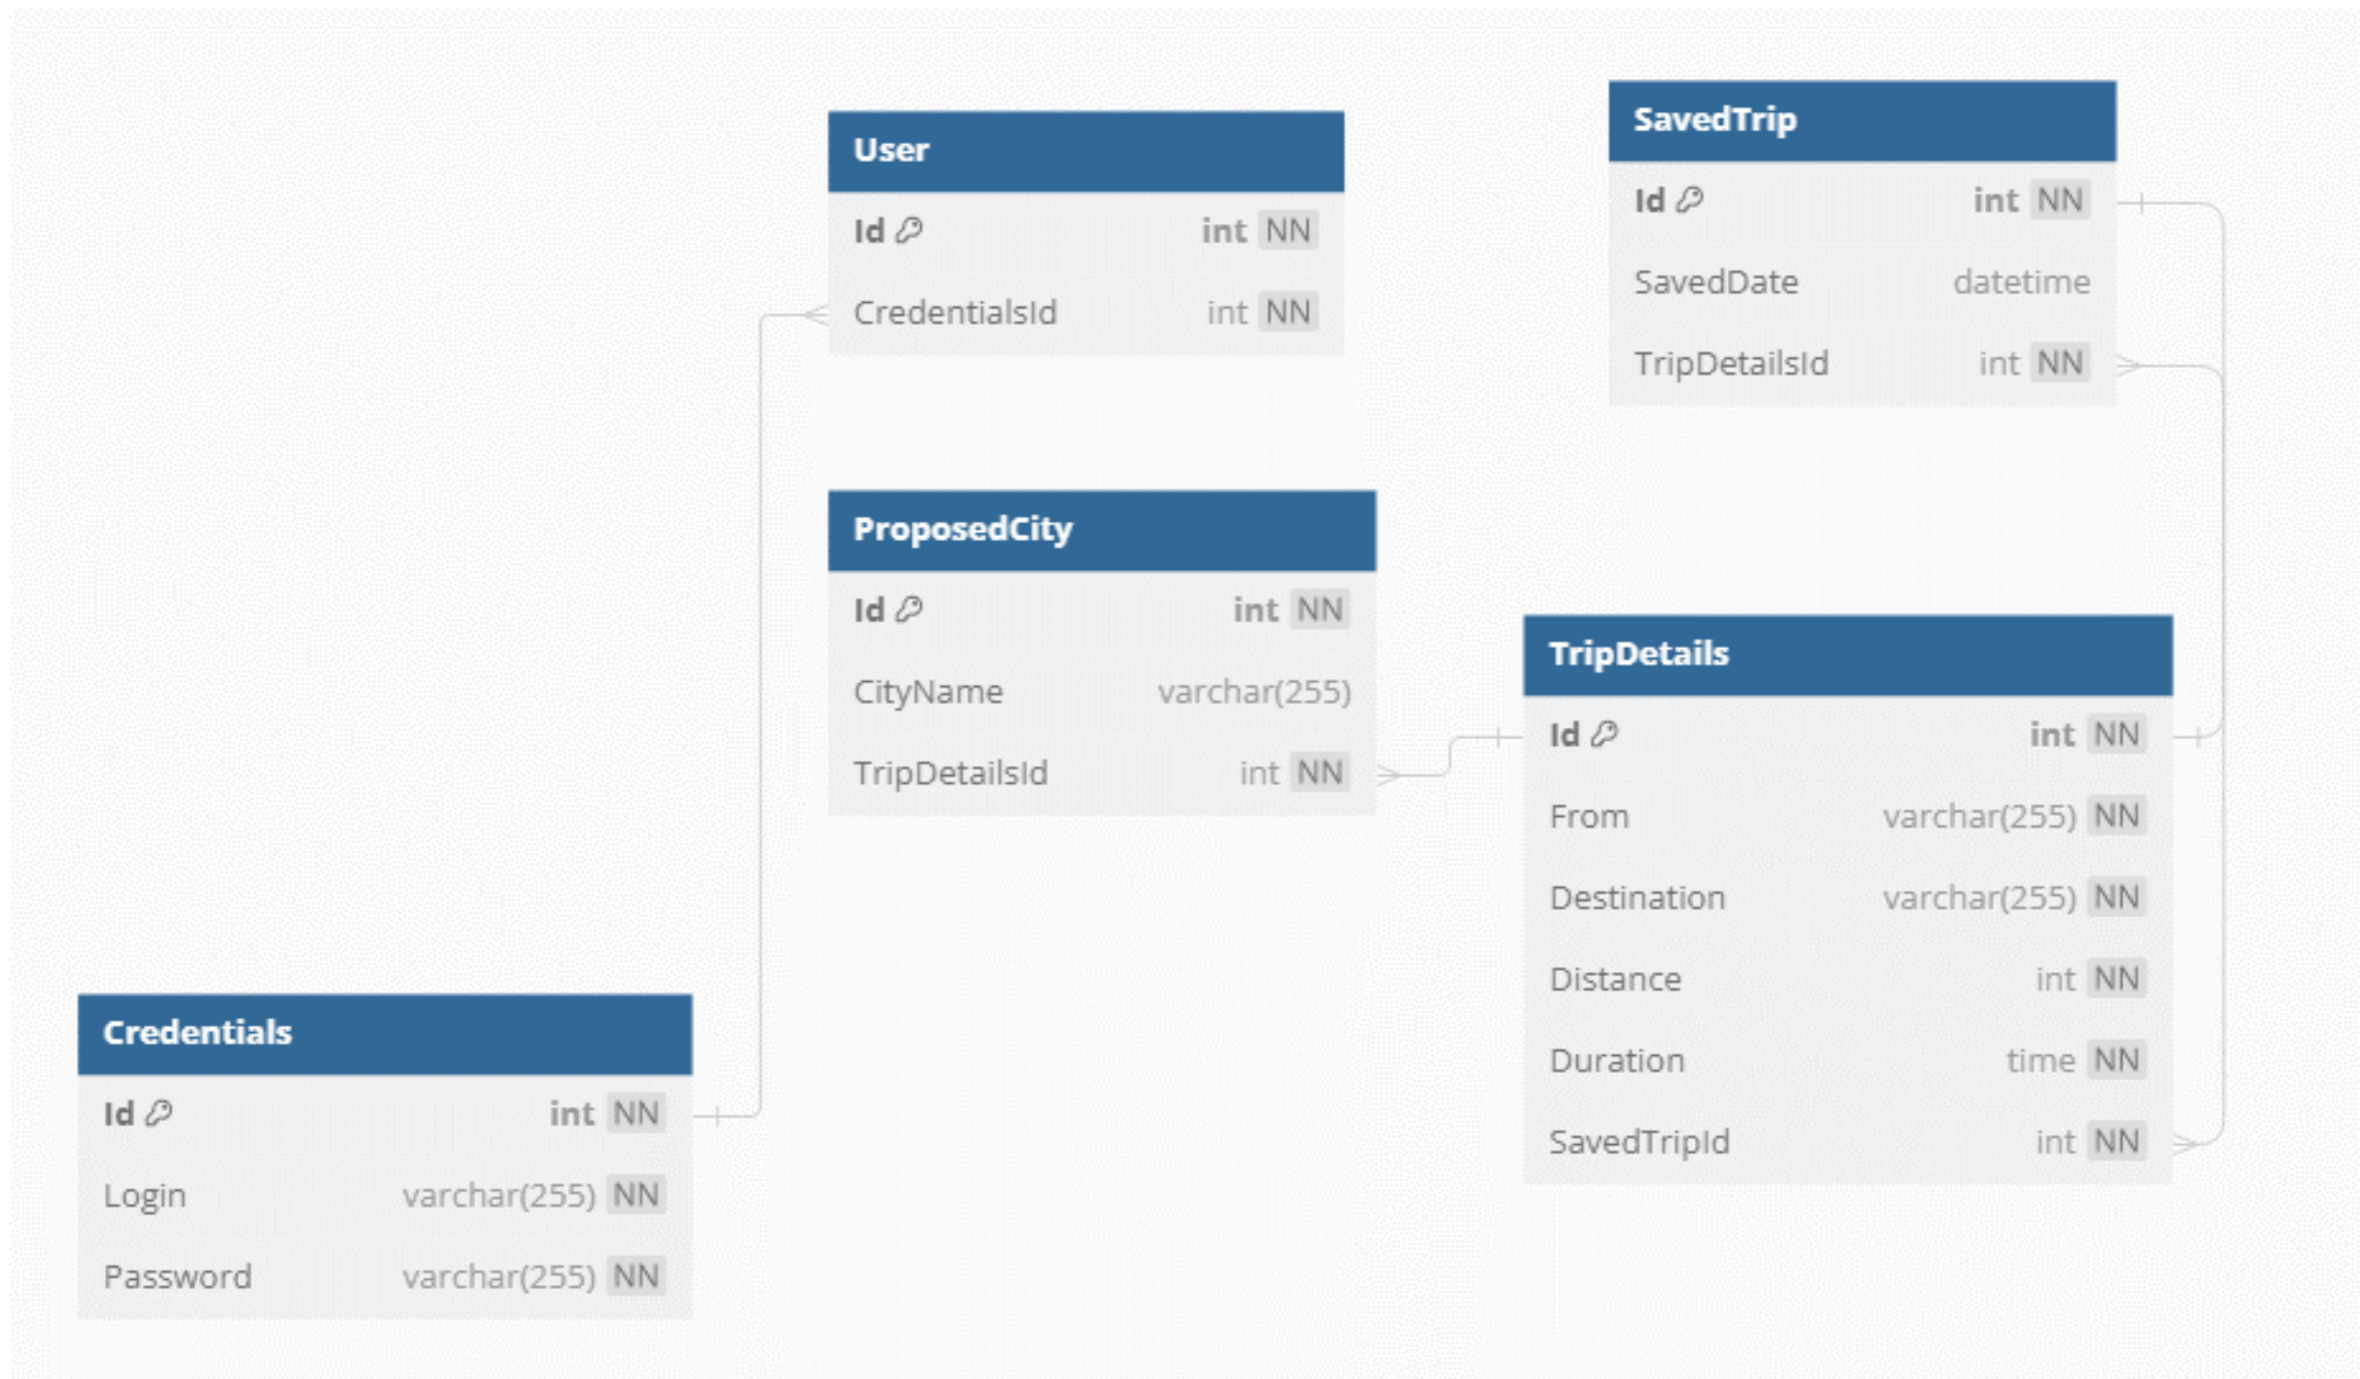 User
Id int NN
CredentialsId int NN
SavedTrip
Id int NN
SavedDate datetime
TripDetailsId int NN
ProposedCity
Id int NN
CityName varchar(255)
TripDetailsId int NN
TripDetails
Id int NN
From varchar(255) NN
Destination varchar(255) NN
Distance int NN
Duration time NN
SavedTripId int NN
Credentials
Id int NN
Login varchar(255) NN
Password varchar(255) NN